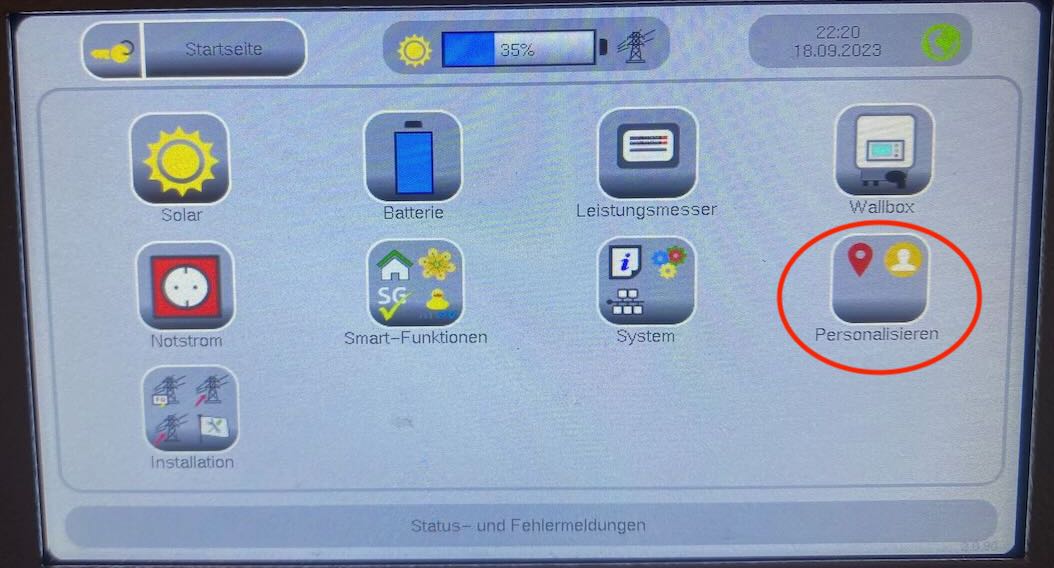 Startseite
35%
22:20
18.09.2023
Solar
Batterie
Leistungsmesser
Wallbox
Notstrom
SG
Smart-Funktionen
i
System
Personalisieren
Installation
Status- und Fehlermeldungen